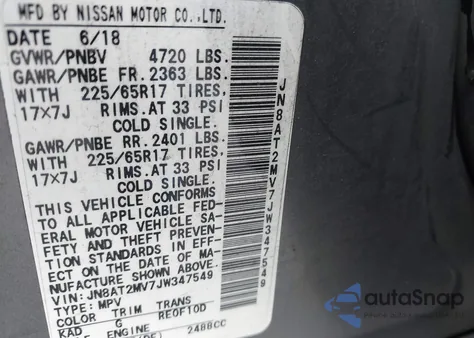 MFD BY NISSAN MOTOR CO.,LTD.
DATE 6/18
GVWR/PNBV 4720 LBS.
GAWR/PNBE FR. 2363 LBS.
WITH 225/65R17 TIRES,
17×7J RIMS.AT 33 PSI
COLD SINGLE.
GAWR/PNBE RR. 2401 LBS.
WITH 225/65R17 TIRES,
17×7J RIMS.AT 33 PSI
COLD SINGLE.
THIS VEHICLE CONFORMS
TO ALL APPLICABLE FED-
ERAL MOTOR VEHICLE SA-
FETY AND THEFT PREVEN-
TION STANDARDS IN EFF-
ECT ON THE DATE OF MA-
NUFACTURE SHOWN ABOVE.
VIN: JN8AT2MV7JW347549
TYPE: MPV
COLOR TRIM TRANS
KAD G RE0F10D
ENGINE 2488CC
JN8AT2MV7JW347549
autoSnap